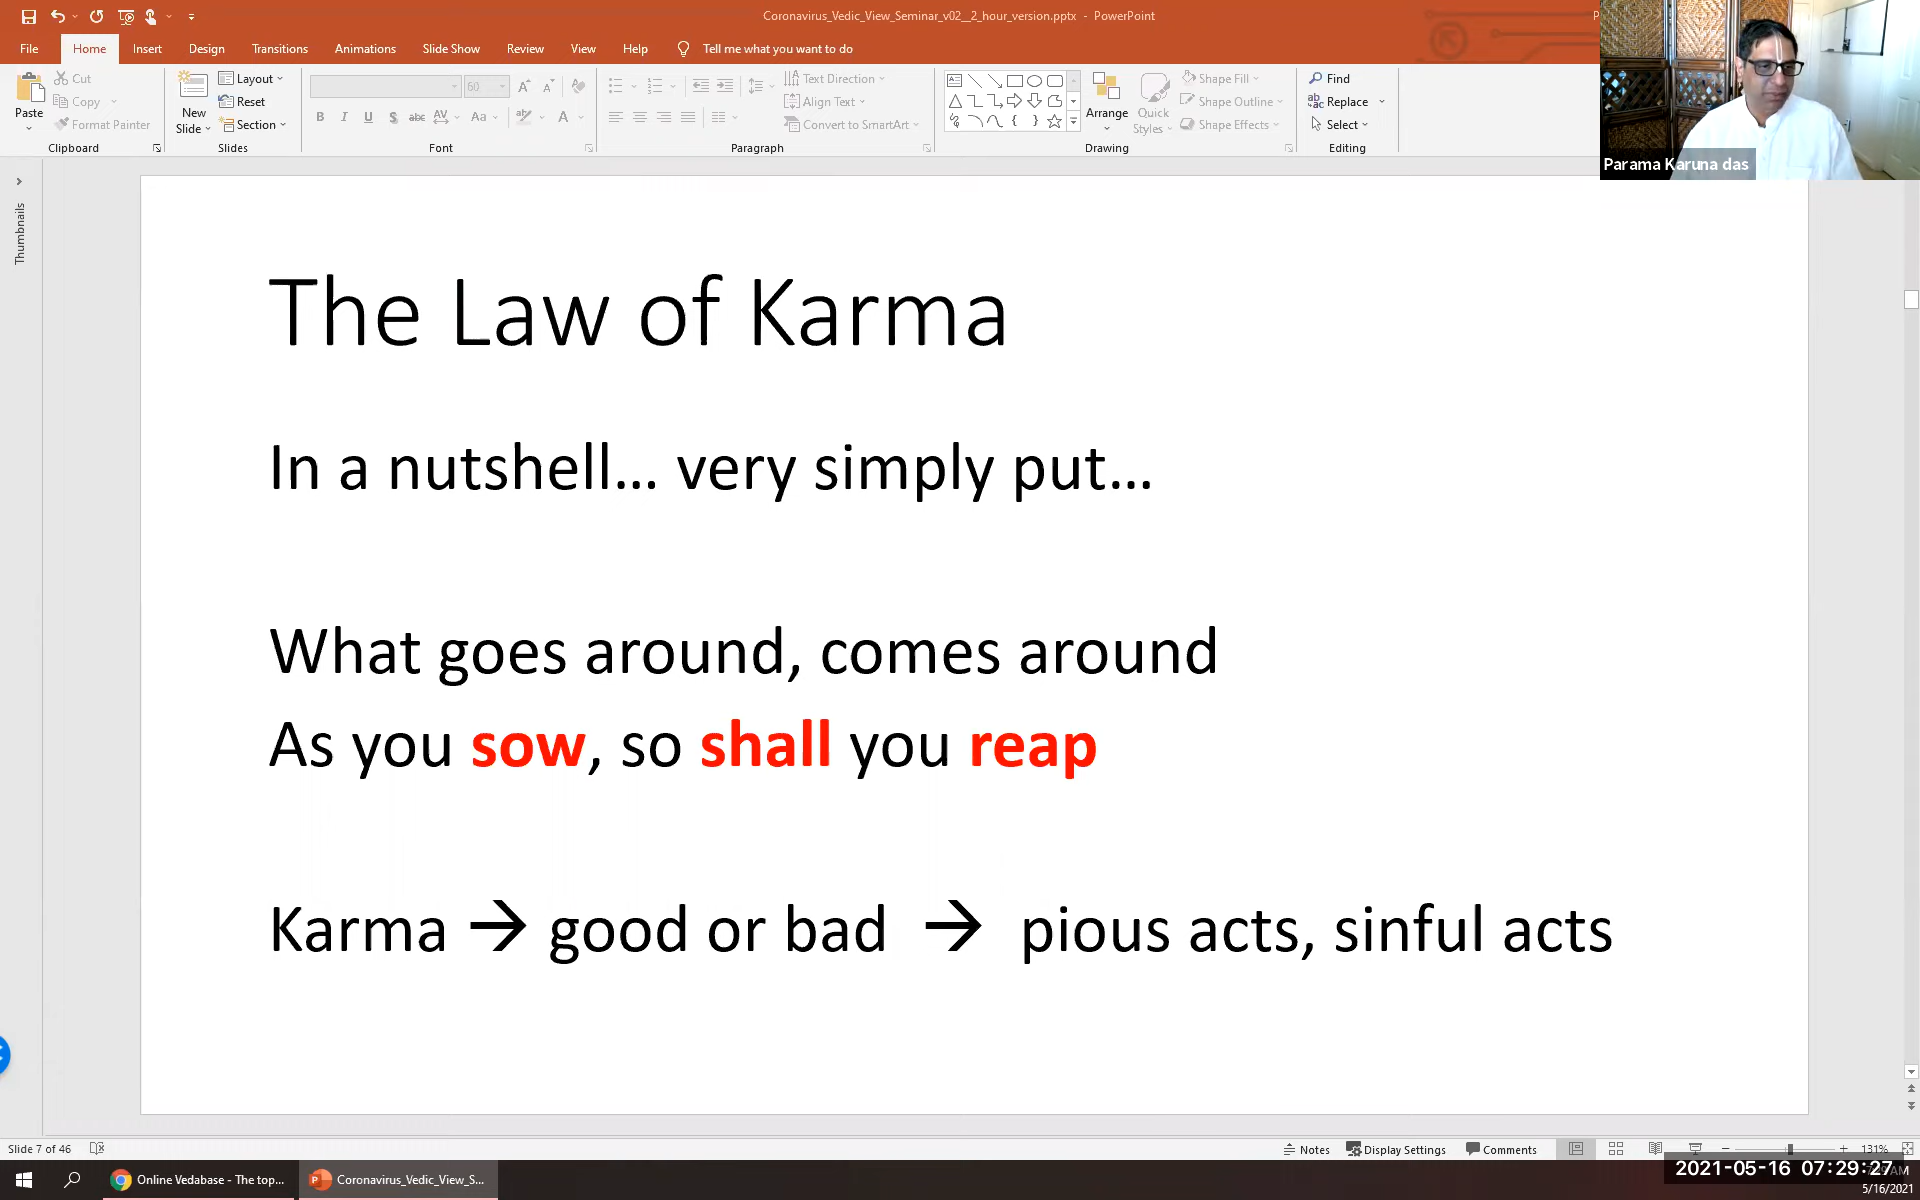 Coronavirus_Vedic_View_Seminar_v02__2_hour_version.pptx - PowerPoint
File Home Insert Design Transitions Animations Slide Show Review View Help Tell me what you want to do
Paste
Cut
Copy
Format Painter
Clipboard
New Slide
Layout
Reset
Section
Slides
60
B I U S abc AV Aa A
Font
Text Direction
Align Text
Convert to SmartArt
Paragraph
Arrange
Quick Styles
Shape Fill
Shape Outline
Shape Effects
Drawing
Find
Replace
Select
Editing
Parama Karuna das
Thumbnails
The Law of Karma
In a nutshell... very simply put...
What goes around, comes around
As you sow, so shall you reap
Karma → good or bad → pious acts, sinful acts
Slide 7 of 46
Notes Display Settings Comments 131%
Online Vedabase - The top...
Coronavirus_Vedic_View_S...
2021-05-16 07:29:27
5/16/2021